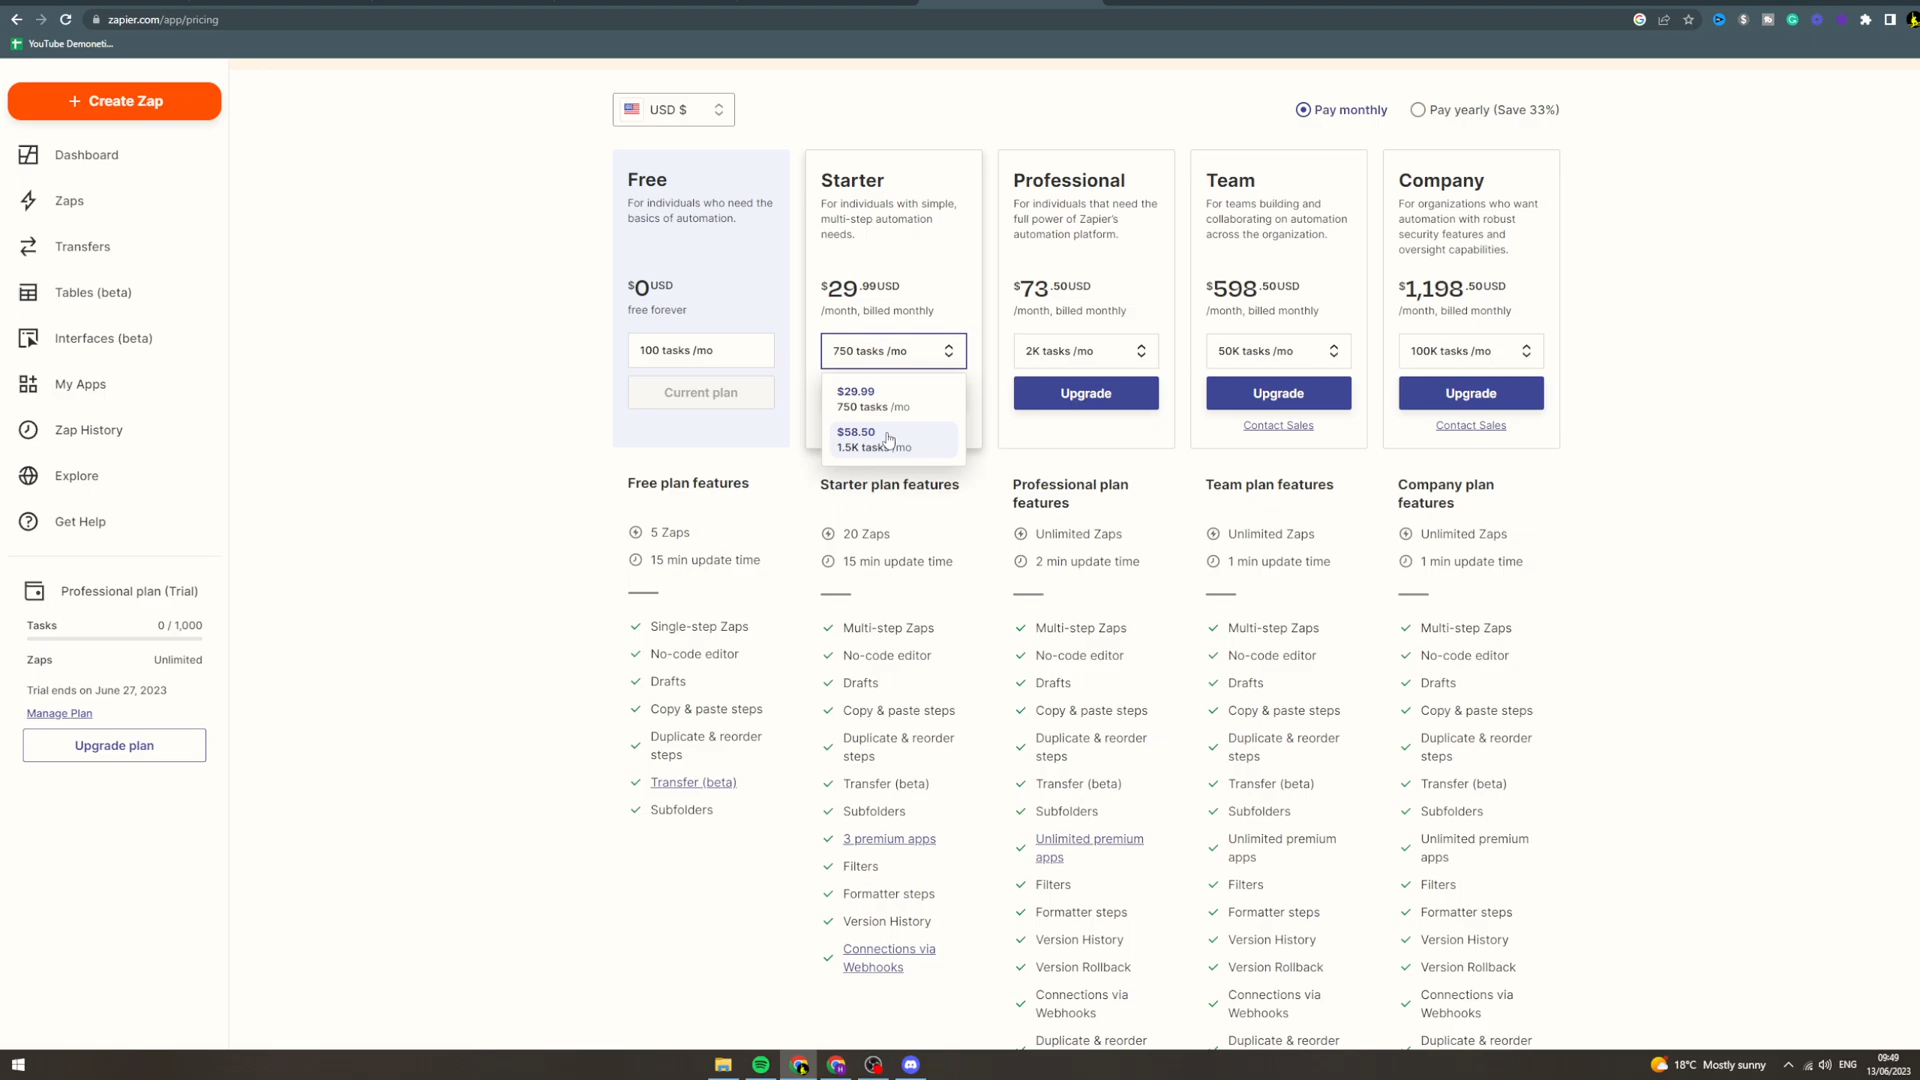 zapier.com/app/pricing
YouTube Demoneti...
+ Create Zap
Dashboard
Zaps
Transfers
Tables (beta)
Interfaces (beta)
My Apps
Zap History
Explore
Get Help
Professional plan (Trial)
Tasks 0 / 1,000
Zaps Unlimited
Trial ends on June 27, 2023
Manage Plan
Upgrade plan
USD $
Pay monthly
Pay yearly (Save 33%)
Free
For individuals who need the
basics of automation.
$0USD
free forever
100 tasks /mo
Current plan
Free plan features
5 Zaps
15 min update time
Single-step Zaps
No-code editor
Drafts
Copy & paste steps
Duplicate & reorder
steps
Transfer (beta)
Subfolders
Starter
For individuals with simple,
multi-step automation
needs.
$29.99USD
/month, billed monthly
750 tasks /mo
$29.99
750 tasks /mo
$58.50
1.5K tasks /mo
Starter plan features
20 Zaps
15 min update time
Multi-step Zaps
No-code editor
Drafts
Copy & paste steps
Duplicate & reorder
steps
Transfer (beta)
Subfolders
3 premium apps
Filters
Formatter steps
Version History
Connections via
Webhooks
Professional
For individuals that need the
full power of Zapier's
automation platform.
$73.50USD
/month, billed monthly
2K tasks /mo
Upgrade
Professional plan
features
Unlimited Zaps
2 min update time
Multi-step Zaps
No-code editor
Drafts
Copy & paste steps
Duplicate & reorder
steps
Transfer (beta)
Subfolders
Unlimited premium
apps
Filters
Formatter steps
Version History
Version Rollback
Connections via
Webhooks
Duplicate & reorder
Team
For teams building and
collaborating on automation
across the organization.
$598.50USD
/month, billed monthly
50K tasks /mo
Upgrade
Contact Sales
Team plan features
Unlimited Zaps
1 min update time
Multi-step Zaps
No-code editor
Drafts
Copy & paste steps
Duplicate & reorder
steps
Transfer (beta)
Subfolders
Unlimited premium
apps
Filters
Formatter steps
Version History
Version Rollback
Connections via
Webhooks
Duplicate & reorder
Company
For organizations who want
automation with robust
security features and
oversight capabilities.
$1,198.50USD
/month, billed monthly
100K tasks /mo
Upgrade
Contact Sales
Company plan
features
Unlimited Zaps
1 min update time
Multi-step Zaps
No-code editor
Drafts
Copy & paste steps
Duplicate & reorder
steps
Transfer (beta)
Subfolders
Unlimited premium
apps
Filters
Formatter steps
Version History
Version Rollback
Connections via
Webhooks
Duplicate & reorder
18°C Mostly sunny
ENG
09:49
13/06/2023